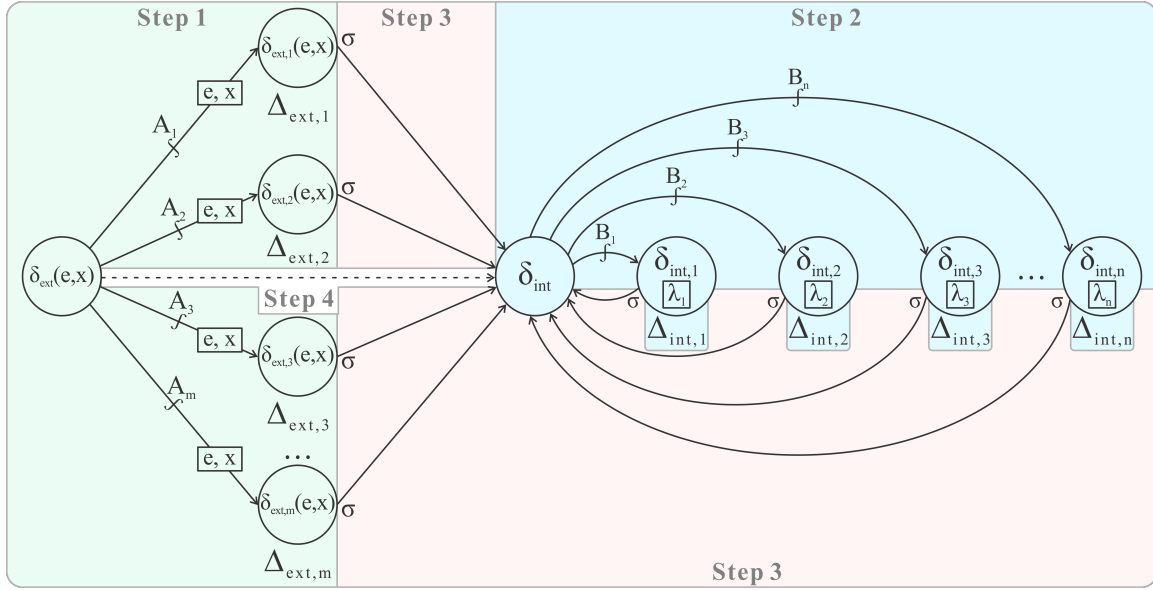 Step 1
Step 3
Step 2
δext,1(e,x)
σ
e, x
Δext,1
A1
δext,2(e,x)
σ
A2
e, x
Δext,2
δext(e,x)
Step 4
A3
e, x
δext,3(e,x)
σ
Δext,3
Am
e, x
...
δext,m(e,x)
σ
Δext,m
Bn
B3
B2
B1
δint
δint,1
λ1
σ
Δint,1
δint,2
λ2
σ
Δint,2
δint,3
λ3
σ
Δint,3
...
δint,n
λn
σ
Δint,n
Step 3